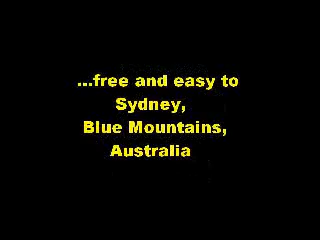 ...free and easy to
Sydney,
Blue Mountains,
Australia